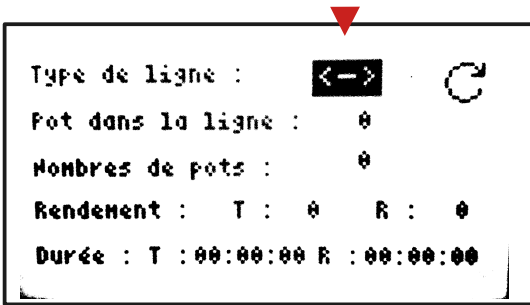 Type de ligne : <->
Pot dans la ligne : 0
Nombres de pots : 0
Rendement : T : 0 R : 0
Durée : T :00:00:00 R :00:00:00